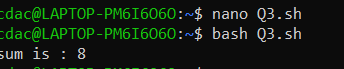 cdac@LAPTOP-PM6I6O6O:~$ nano Q3.sh
cdac@LAPTOP-PM6I6O6O:~$ bash Q3.sh
sum is : 8